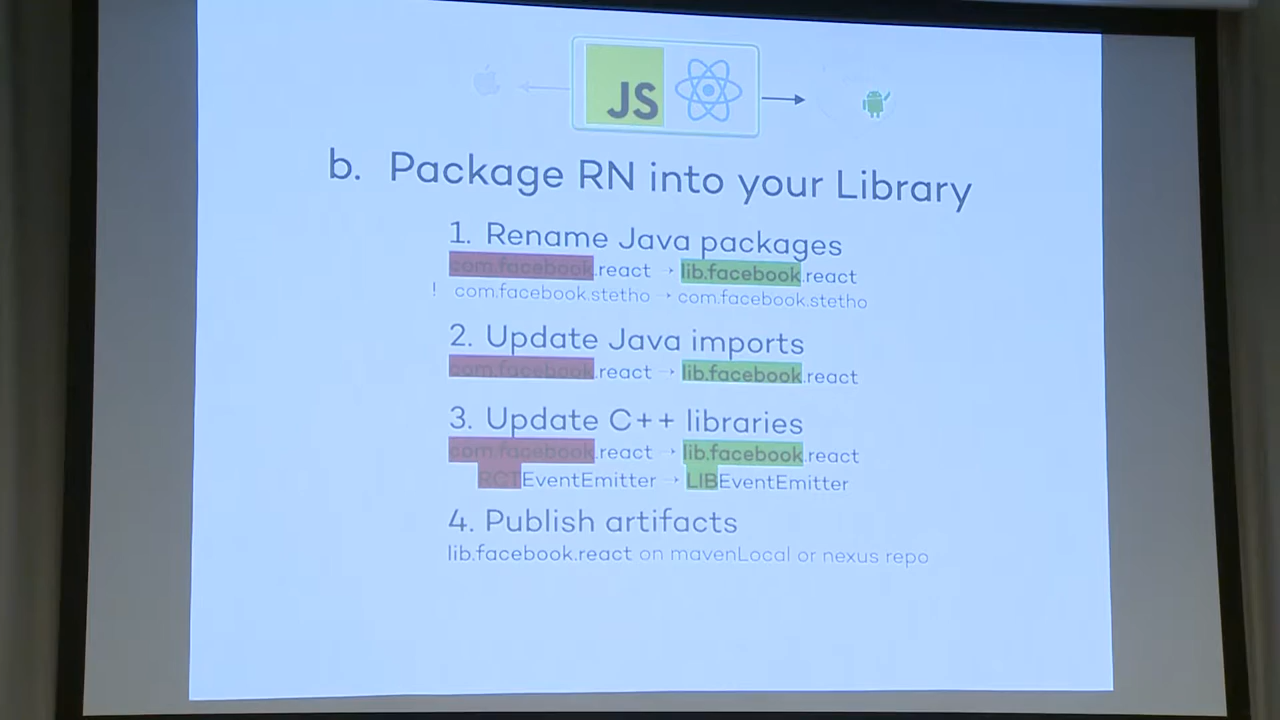 JS
b. Package RN into your Library
1. Rename Java packages
com.facebook.react → lib.facebook.react
! com.facebook.stetho → com.facebook.stetho
2. Update Java imports
com.facebook.react → lib.facebook.react
3. Update C++ libraries
com.facebook.react → lib.facebook.react
RCTEventEmitter → LIBEventEmitter
4. Publish artifacts
lib.facebook.react on mavenLocal or nexus repo